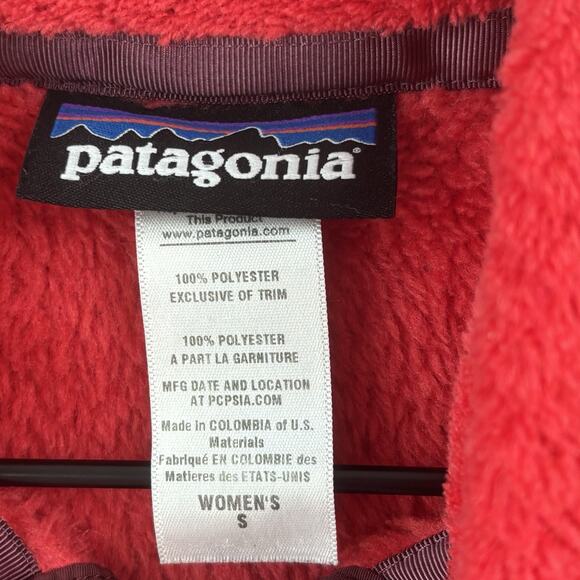 patagonia
This Product
www.patagonia.com
100% POLYESTER
EXCLUSIVE OF TRIM
100% POLYESTER
A PART LA GARNITURE
MFG DATE AND LOCATION
AT PCPSIA.COM
Made in COLOMBIA of U.S.
Materials
Fabriqué EN COLOMBIE des
Matieres des ETATS-UNIS
WOMEN'S
S